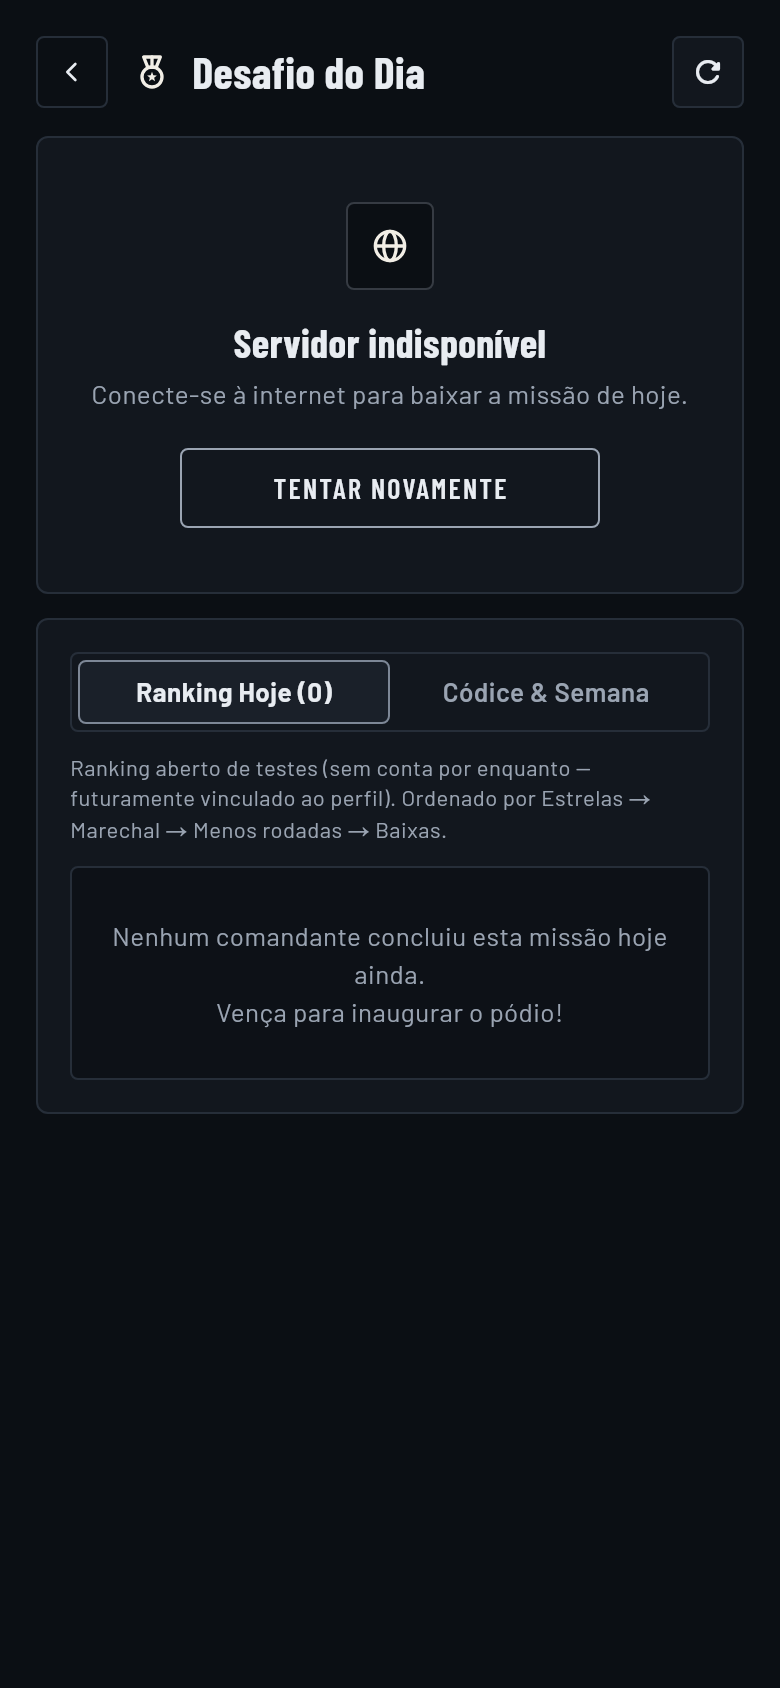 Desafio do Dia
Servidor indisponível
Conecte-se à internet para baixar a missão de hoje.
TENTAR NOVAMENTE
Ranking Hoje (0)
Códice & Semana
Ranking aberto de testes (sem conta por enquanto —
futuramente vinculado ao perfil). Ordenado por Estrelas →
Marechal → Menos rodadas → Baixas.
Nenhum comandante concluiu esta missão hoje
ainda.
Vença para inaugurar o pódio!